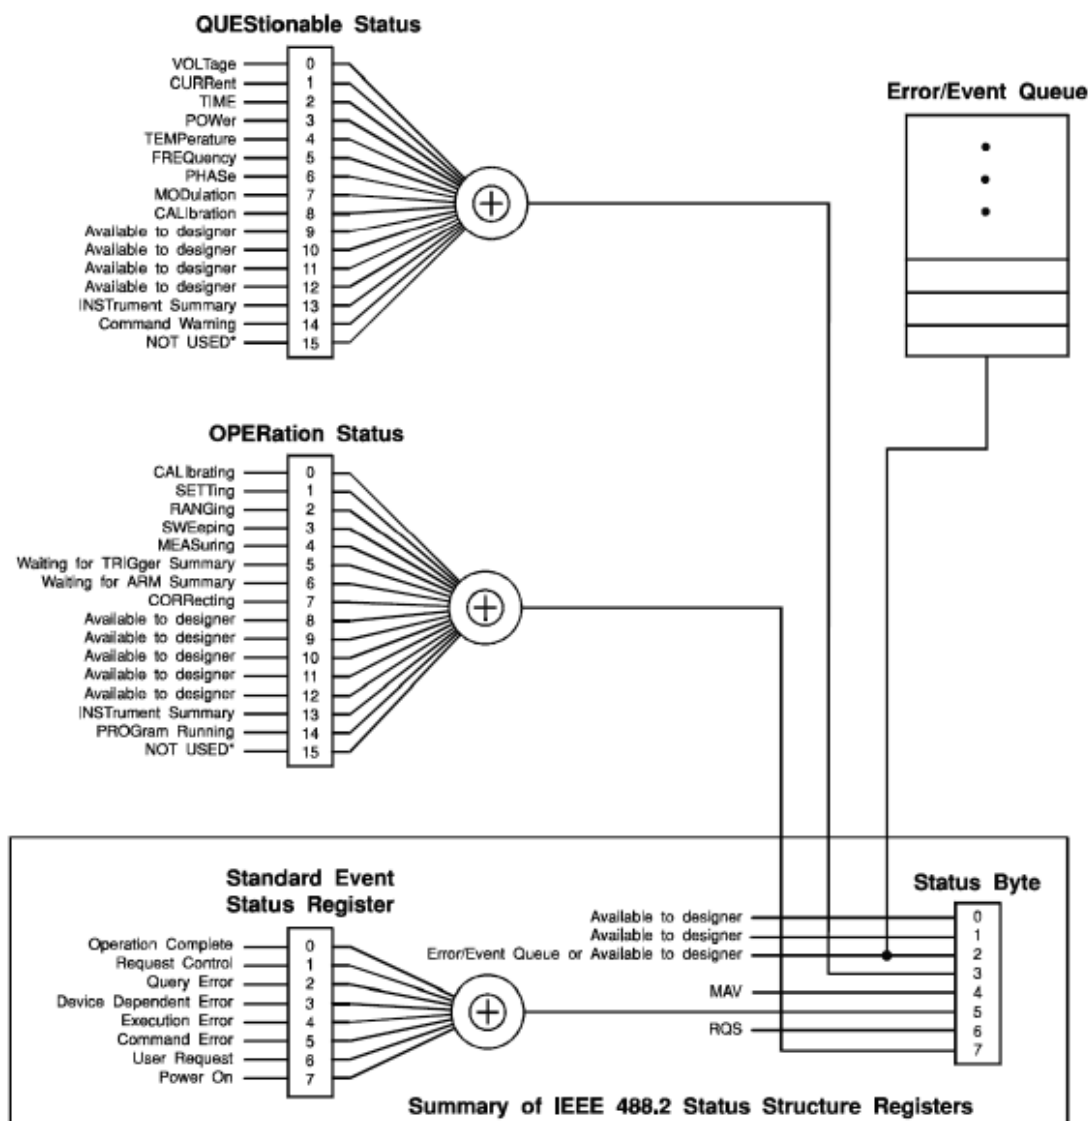 QUEStionable Status
VOLTage 0
CURRent 1
TIME 2
POWer 3
TEMPerature 4
FREQuency 5
PHASe 6
MODulation 7
CALIbration 8
Available to designer 9
Available to designer 10
Available to designer 11
Available to designer 12
INSTrument Summary 13
Command Warning 14
NOT USED* 15
Error/Event Queue
OPERation Status
CALIbrating 0
SETTing 1
RANGing 2
SWEeping 3
MEASuring 4
Waiting for TRIGger Summary 5
Waiting for ARM Summary 6
CORRecting 7
Available to designer 8
Available to designer 9
Available to designer 10
Available to designer 11
Available to designer 12
INSTrument Summary 13
PROGram Running 14
NOT USED* 15
Standard Event
Status Register
Operation Complete 0
Request Control 1
Query Error 2
Device Dependent Error 3
Execution Error 4
Command Error 5
User Request 6
Power On 7
Status Byte
Available to designer 0
Available to designer 1
Error/Event Queue or Available to designer 2
3
MAV 4
5
RQS 6
7
Summary of IEEE 488.2 Status Structure Registers